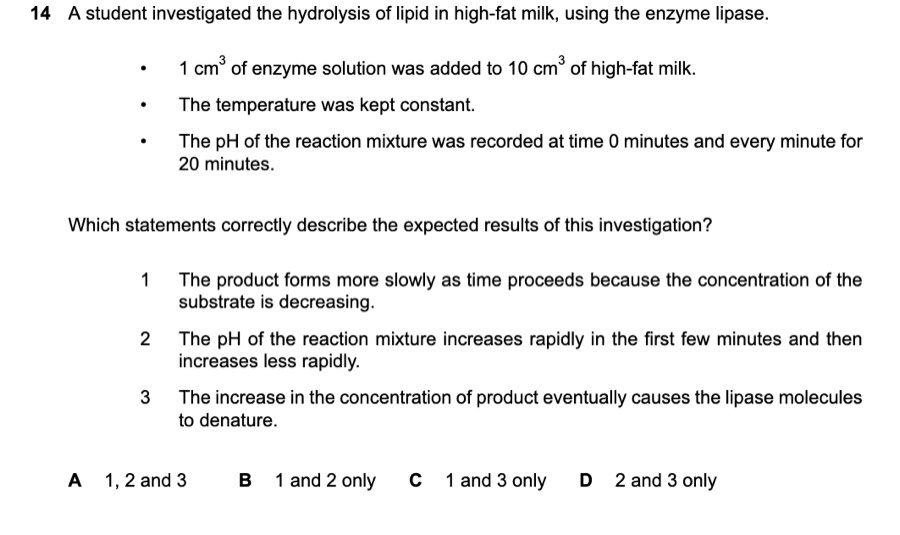 14 A student investigated the hydrolysis of lipid in high-fat milk, using the enzyme lipase.
• 1 cm³ of enzyme solution was added to 10 cm³ of high-fat milk.
• The temperature was kept constant.
• The pH of the reaction mixture was recorded at time 0 minutes and every minute for
20 minutes.
Which statements correctly describe the expected results of this investigation?
1 The product forms more slowly as time proceeds because the concentration of the
substrate is decreasing.
2 The pH of the reaction mixture increases rapidly in the first few minutes and then
increases less rapidly.
3 The increase in the concentration of product eventually causes the lipase molecules
to denature.
A 1, 2 and 3 B 1 and 2 only C 1 and 3 only D 2 and 3 only